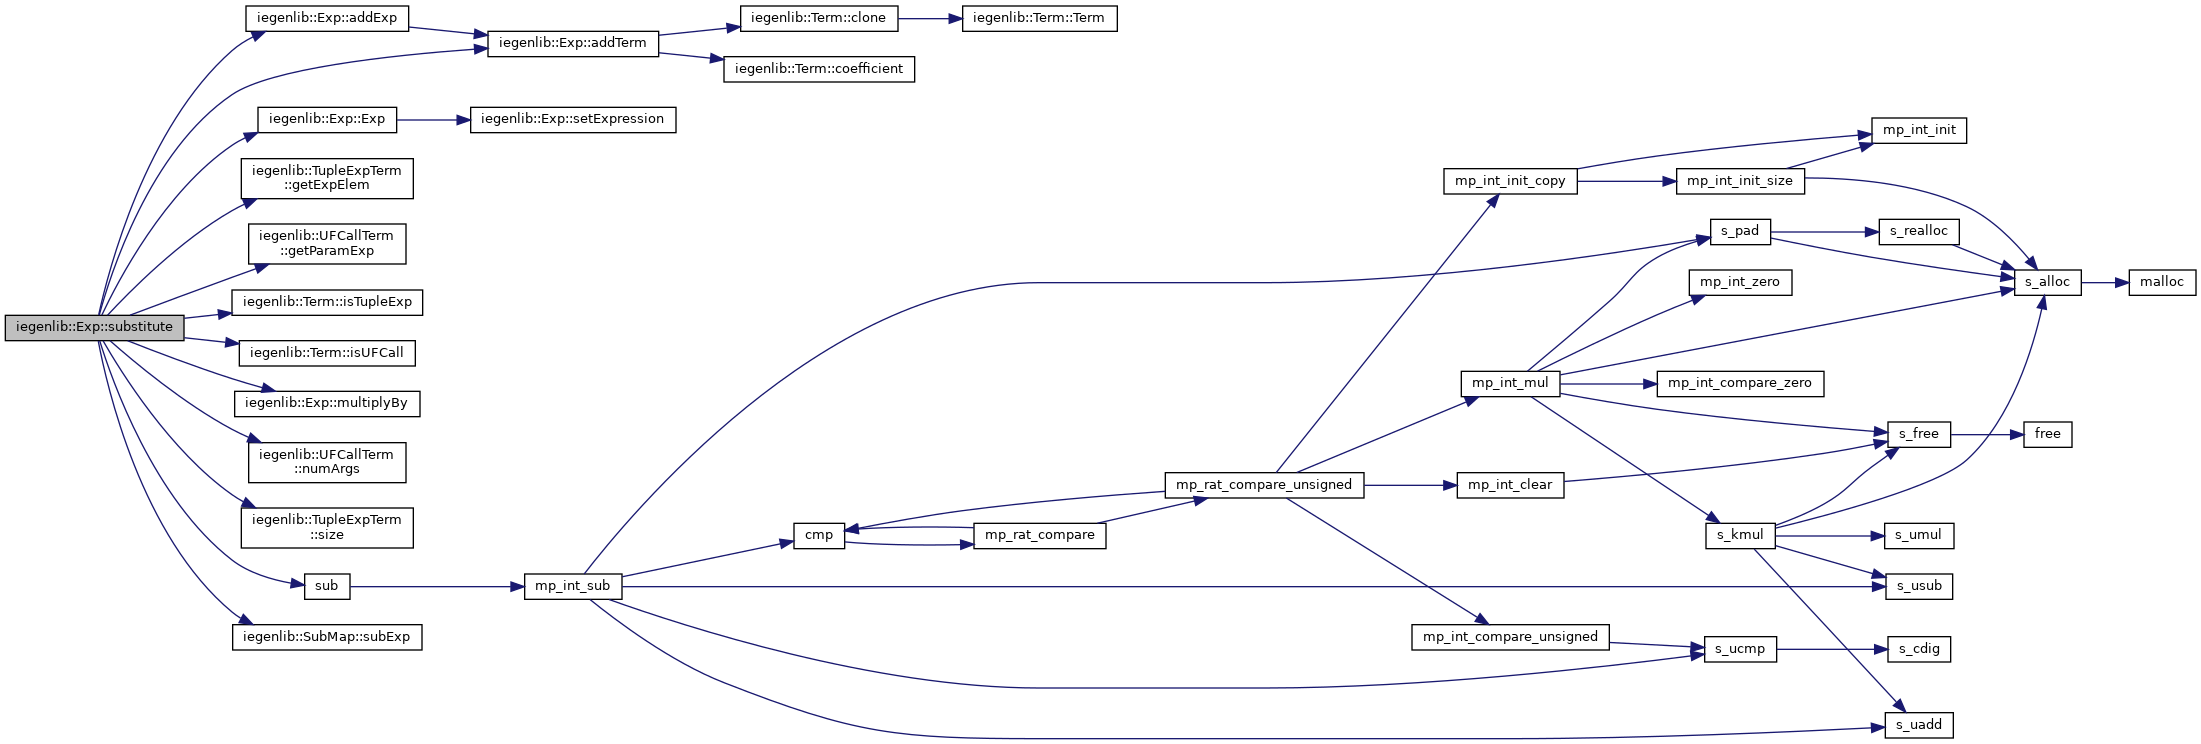 iegenlib::Exp::substitute
iegenlib::Exp::addExp
iegenlib::Exp::addTerm
iegenlib::Term::clone
iegenlib::Term::Term
iegenlib::Term::coefficient
iegenlib::Exp::Exp
iegenlib::Exp::setExpression
iegenlib::TupleExpTerm
::getExpElem
iegenlib::UFCallTerm
::getParamExp
iegenlib::Term::isTupleExp
iegenlib::Term::isUFCall
iegenlib::Exp::multiplyBy
iegenlib::UFCallTerm
::numArgs
iegenlib::TupleExpTerm
::size
sub
iegenlib::SubMap::subExp
mp_int_sub
cmp
mp_rat_compare
mp_rat_compare_unsigned
mp_int_init_copy
mp_int_mul
mp_int_clear
mp_int_compare_unsigned
mp_int_init_size
s_pad
mp_int_zero
mp_int_compare_zero
s_kmul
s_ucmp
mp_int_init
s_realloc
s_alloc
malloc
s_free
free
s_umul
s_usub
s_cdig
s_uadd